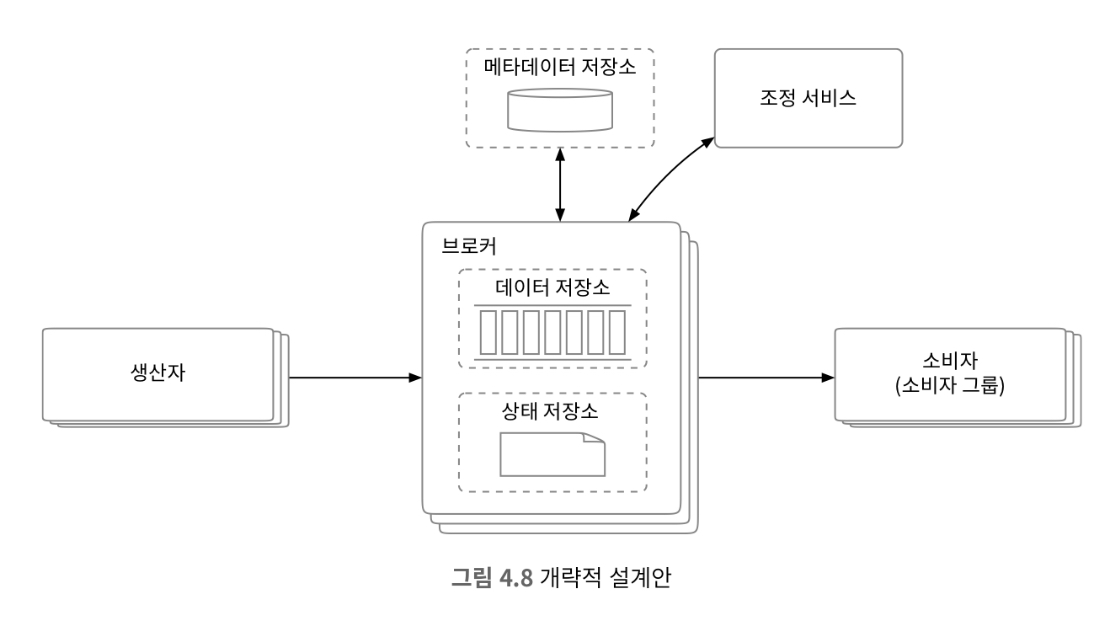 메타데이터 저장소
조정 서비스
브로커
데이터 저장소
생산자
소비자
(소비자 그룹)
상태 저장소
그림 4.8 개략적 설계안